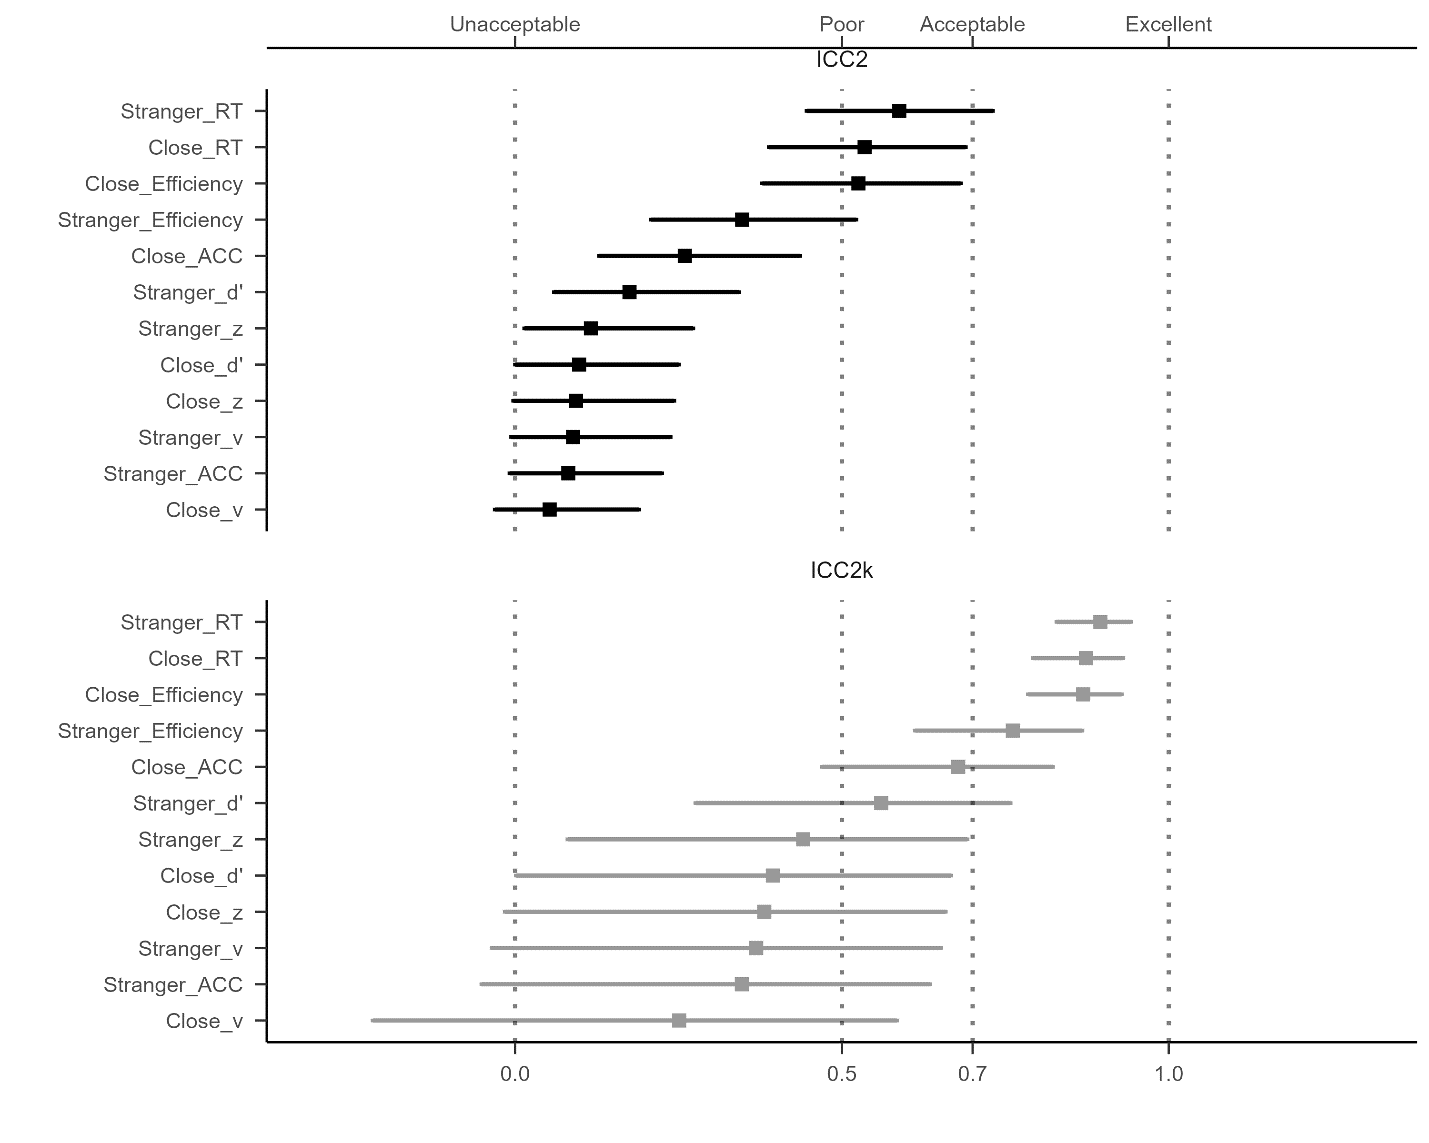 Unacceptable Poor Acceptable Excellent
ICC2
Stranger_RT
Close_RT
Close_Efficiency
Stranger_Efficiency
Close_ACC
Stranger_d'
Stranger_z
Close_d'
Close_z
Stranger_v
Stranger_ACC
Close_v
ICC2k
Stranger_RT
Close_RT
Close_Efficiency
Stranger_Efficiency
Close_ACC
Stranger_d'
Stranger_z
Close_d'
Close_z
Stranger_v
Stranger_ACC
Close_v
0.0 0.5 0.7 1.0